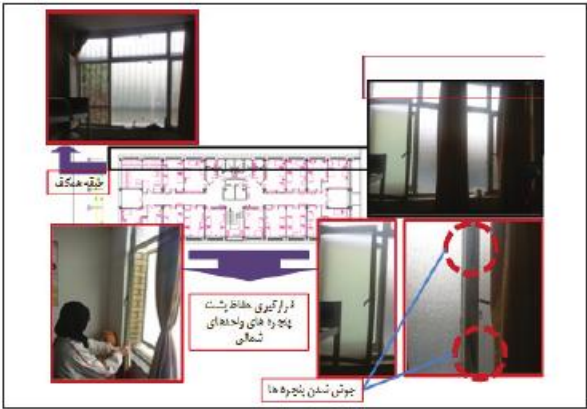 طبقه همکف
قرارگیری حفاظ پشت
پنجره های واحدهای
شمالی
جوش شدن پنجره ها